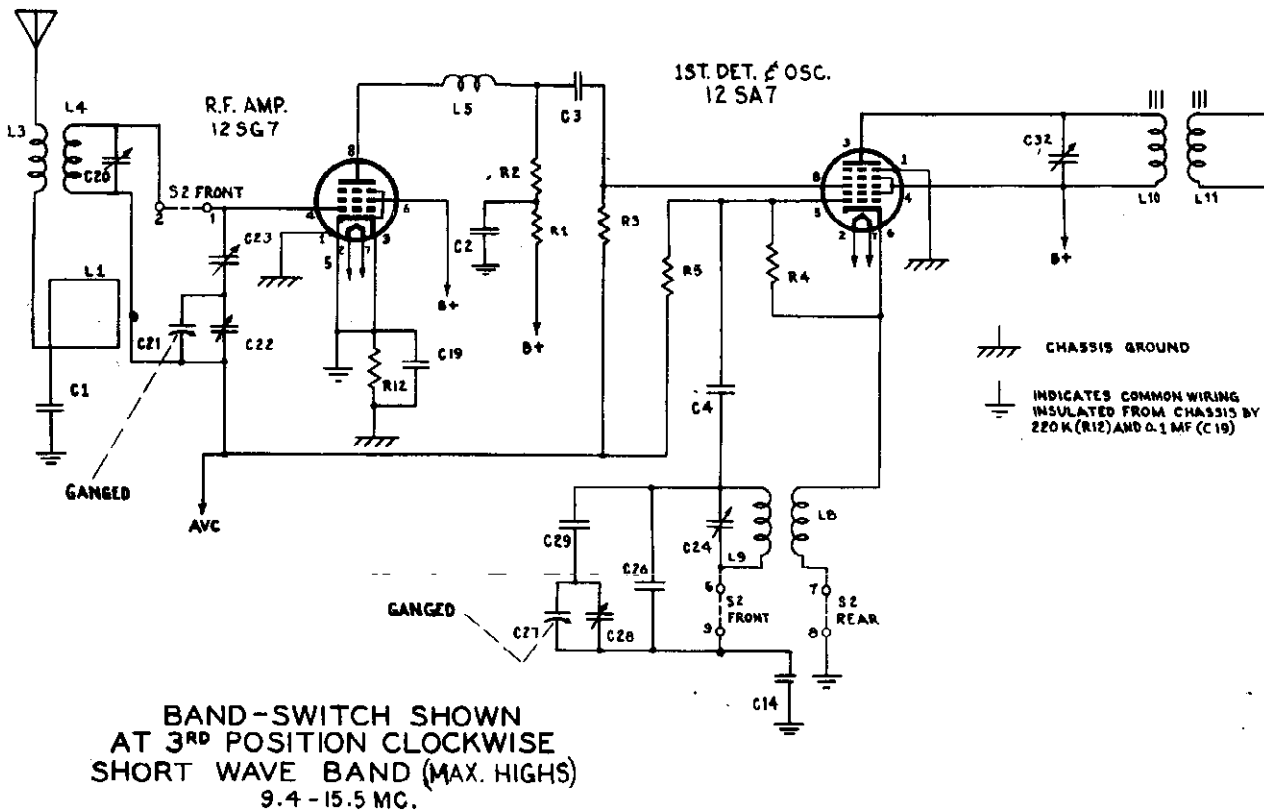 L3
L4
C20
S2 FRONT
2
1
C23
L1
C21
C22
C1
GANGED
AVC
R.F. AMP.
12SG7
8
4
6
1
2
7
3
5
L5
C3
R2
R1
C2
B+
B+
R3
C19
R12
1ST. DET. & OSC.
12SA7
3
1
8
5
4
2
7
6
R5
R4
C4
C32
L10
L11
B+
CHASSIS GROUND
INDICATES COMMON WIRING
INSULATED FROM CHASSIS BY
220K (R12) AND 0.1 MF (C19)
C29
C26
C24
L9
L8
GANGED
C27
C28
6
S2
FRONT
9
7
S2
REAR
8
C14
BAND-SWITCH SHOWN
AT 3RD POSITION CLOCKWISE
SHORT WAVE BAND (MAX. HIGHS)
9.4-15.5 MC.